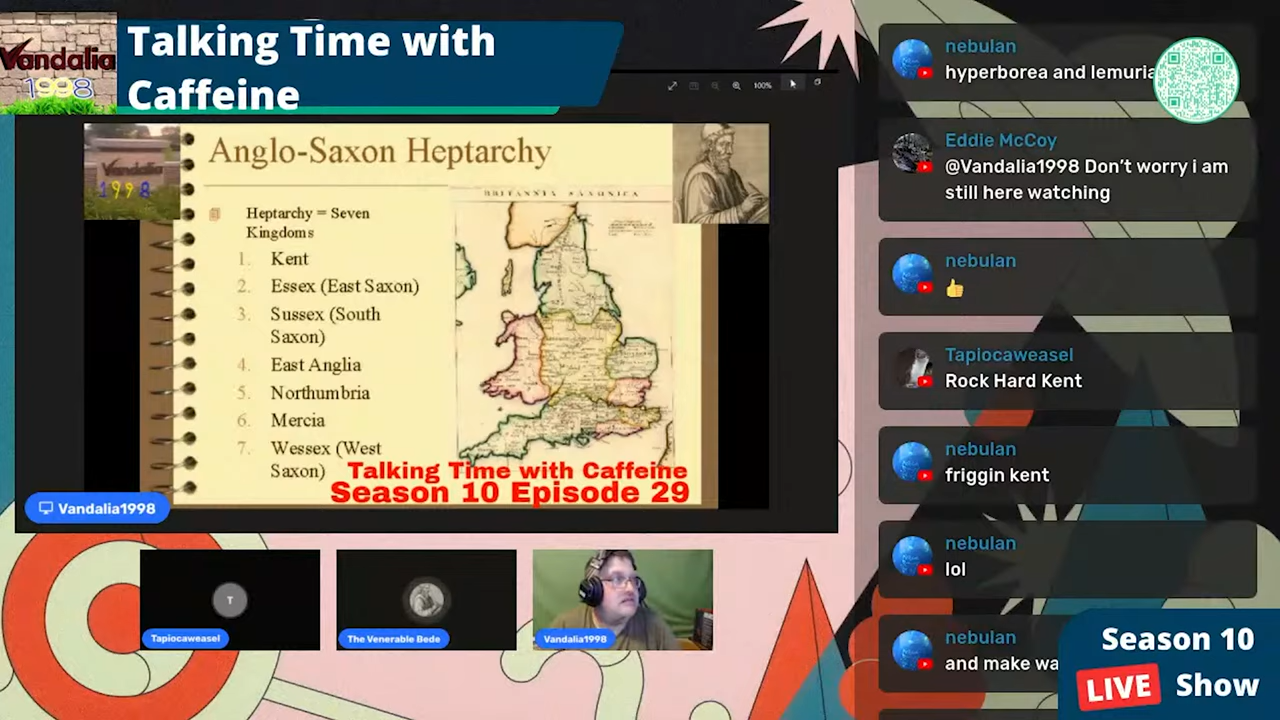 Vandalia
1998
Talking Time with
Caffeine
100%
Vandalia
1998
Anglo-Saxon Heptarchy
BRITANNIA SAXONICA
Heptarchy = Seven
Kingdoms
1. Kent
2. Essex (East Saxon)
3. Sussex (South
Saxon)
4. East Anglia
5. Northumbria
6. Mercia
7. Wessex (West
Saxon)
Talking Time with Caffeine
Season 10 Episode 29
Vandalia1998
T
Tapiocaweasel
The Venerable Bede
Vandalia1998
nebulan
hyperborea and lemuria
Eddie McCoy
@Vandalia1998 Don’t worry i am
still here watching
nebulan
👍
Tapiocaweasel
Rock Hard Kent
nebulan
friggin kent
nebulan
lol
nebulan
and make wa
Season 10
LIVE Show